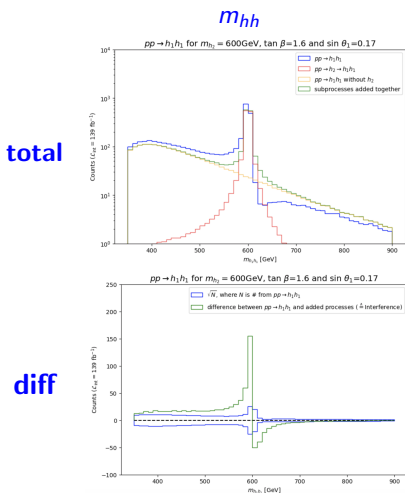 m_hh
pp → h₁h₁ for m_h₂ = 600GeV, tan β=1.6 and sin θ₁=0.17
10⁴
10³
10²
10¹
10⁰
Counts (ℒ_int = 139 fb⁻¹)
pp → h₁h₁
pp → h₂ → h₁h₁
pp → h₁h₁ without h₂
subprocesses added together
total
400 500 600 700 800 900
m_h₁h₁ [GeV]
pp → h₁h₁ for m_h₂ = 600GeV, tan β=1.6 and sin θ₁=0.17
250
200
150
100
50
0
−50
−100
Counts (ℒ_int = 139 fb⁻¹)
√N, where N is # from pp → h₁h₁
difference between pp → h₁h₁ and added processes (≙ Interference)
diff
400 500 600 700 800 900
m_h₁h₁ [GeV]